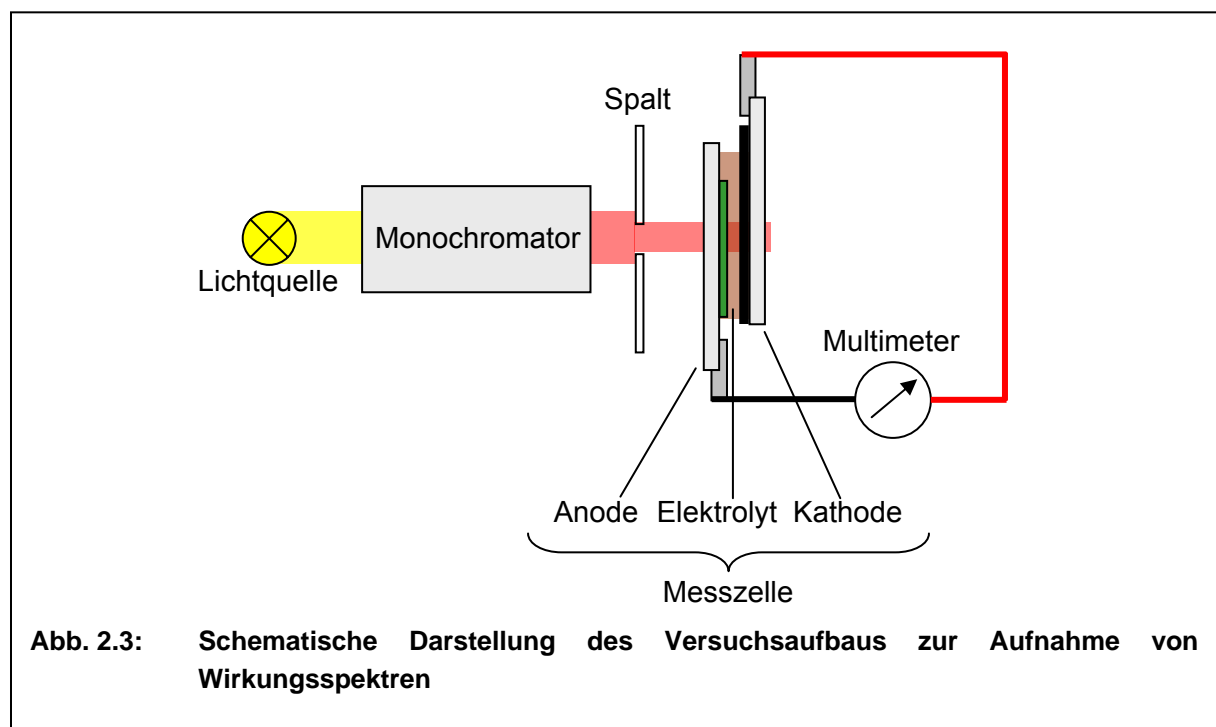 Spalt
Monochromator
Lichtquelle
Multimeter
Anode Elektrolyt Kathode
Messzelle
Abb. 2.3: Schematische Darstellung des Versuchsaufbaus zur Aufnahme von
Wirkungsspektren